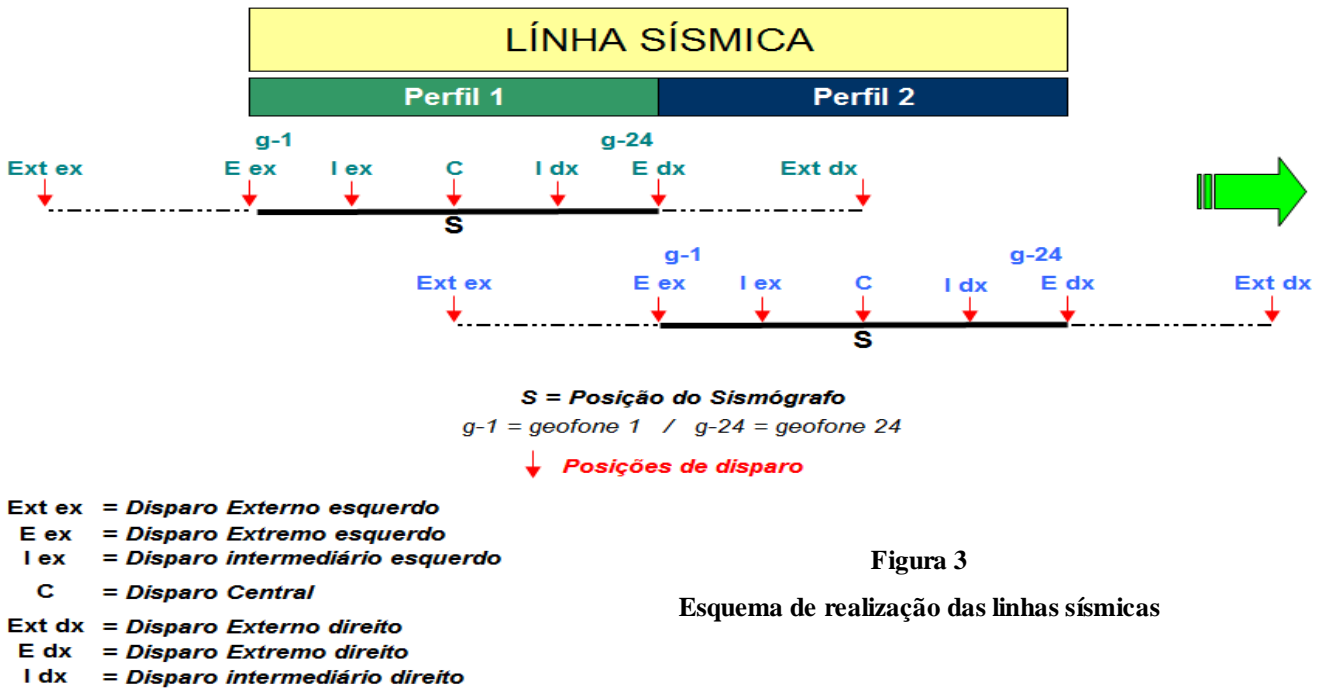 LÍNHA SÍSMICA
Perfil 1 Perfil 2
g-1 g-24
Ext ex E ex I ex C I dx E dx Ext dx
S
g-1 g-24
Ext ex E ex I ex C I dx E dx Ext dx
S
S = Posição do Sismógrafo
g-1 = geofone 1 / g-24 = geofone 24
Posições de disparo
Ext ex = Disparo Externo esquerdo
E ex = Disparo Extremo esquerdo
I ex = Disparo intermediário esquerdo
C = Disparo Central
Ext dx = Disparo Externo direito
E dx = Disparo Extremo direito
I dx = Disparo intermediário direito
Figura 3
Esquema de realização das linhas sísmicas